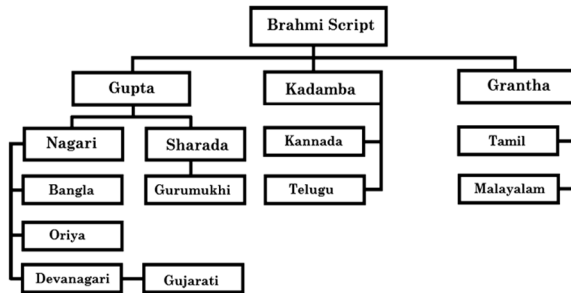 Brahmi Script
Gupta
Kadamba
Grantha
Nagari
Sharada
Kannada
Tamil
Bangla
Gurumukhi
Telugu
Malayalam
Oriya
Devanagari
Gujarati